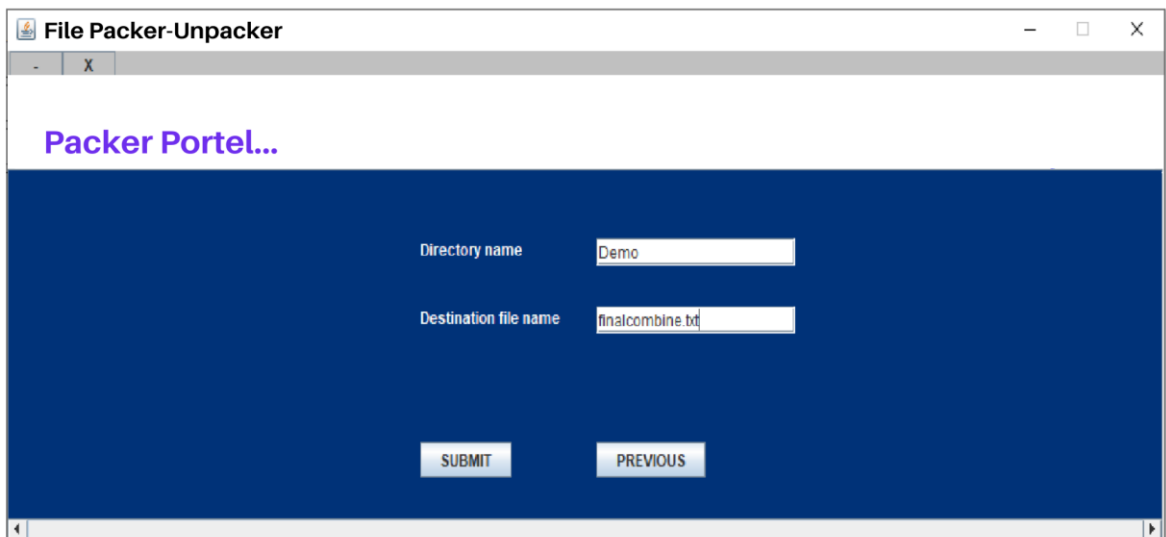 File Packer-Unpacker
- X
Packer Portel...
Directory name Demo
Destination file name finalcombine.txt
SUBMIT PREVIOUS